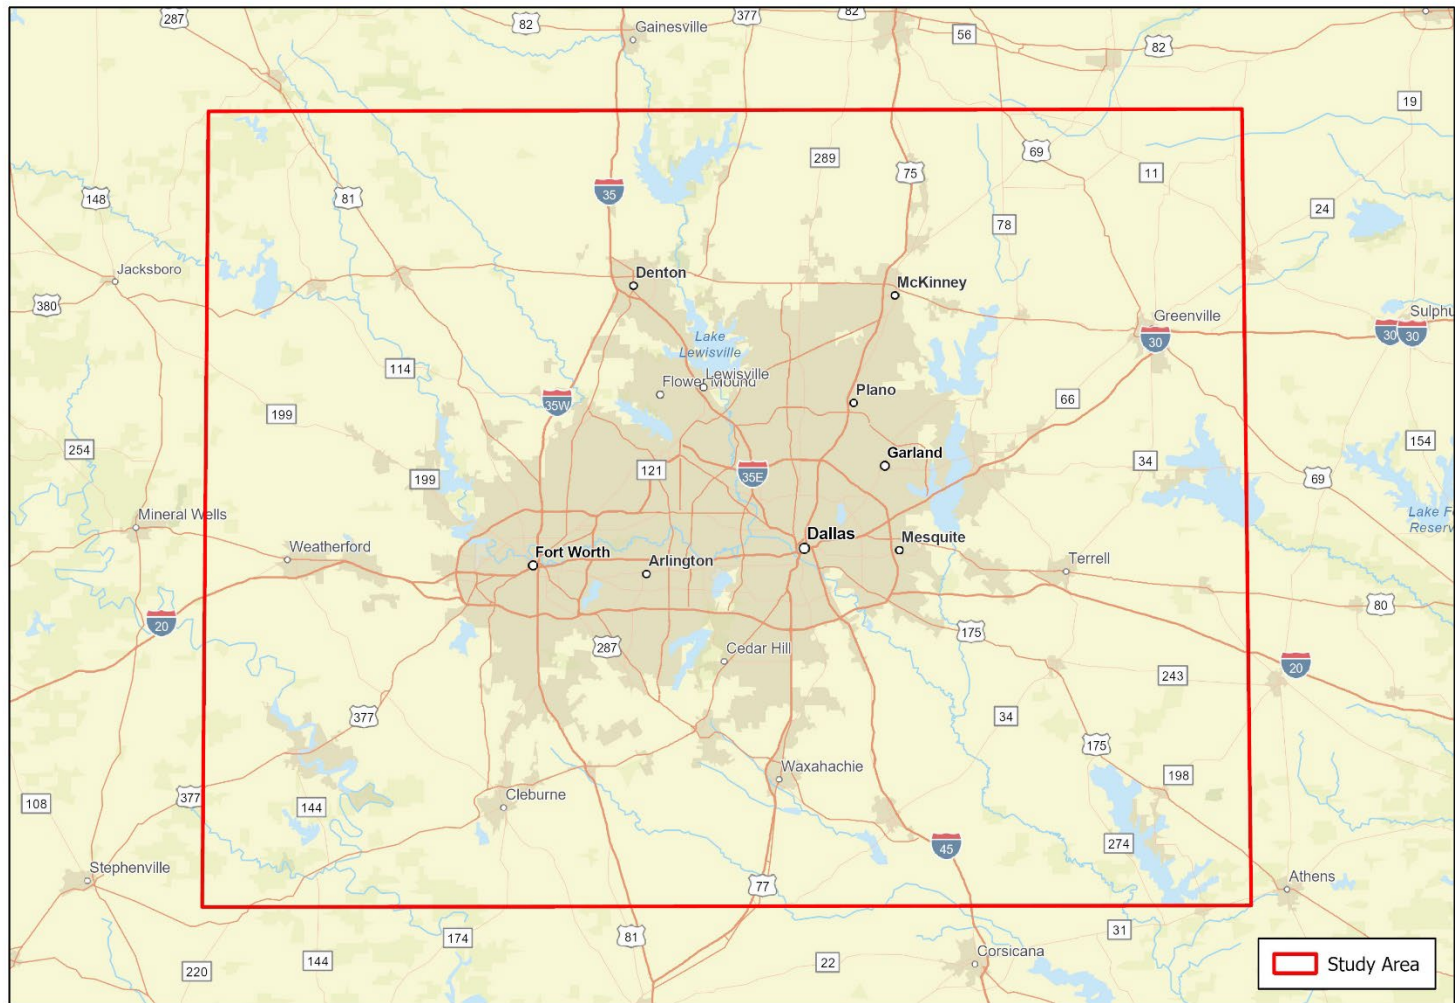 287
82
Gainesville
377
82
56
82
19
289
69
11
75
148
81
35
24
78
Jacksboro
Denton
McKinney
380
Greenville
Sulphu
30
30
30
Lake
Lewisville
114
Lewisville
Flower Mound
Plano
35W
66
199
254
Garland
154
121
34
35E
199
69
Mineral Wells
Lake F
Reserv
Weatherford
Fort Worth
Arlington
Dallas
Mesquite
Terrell
80
20
175
287
Cedar Hill
20
243
377
34
175
Waxahachie
198
377
108
144
Cleburne
274
45
Stephenville
77
Athens
31
174
81
22
Corsicana
220
144
Study Area